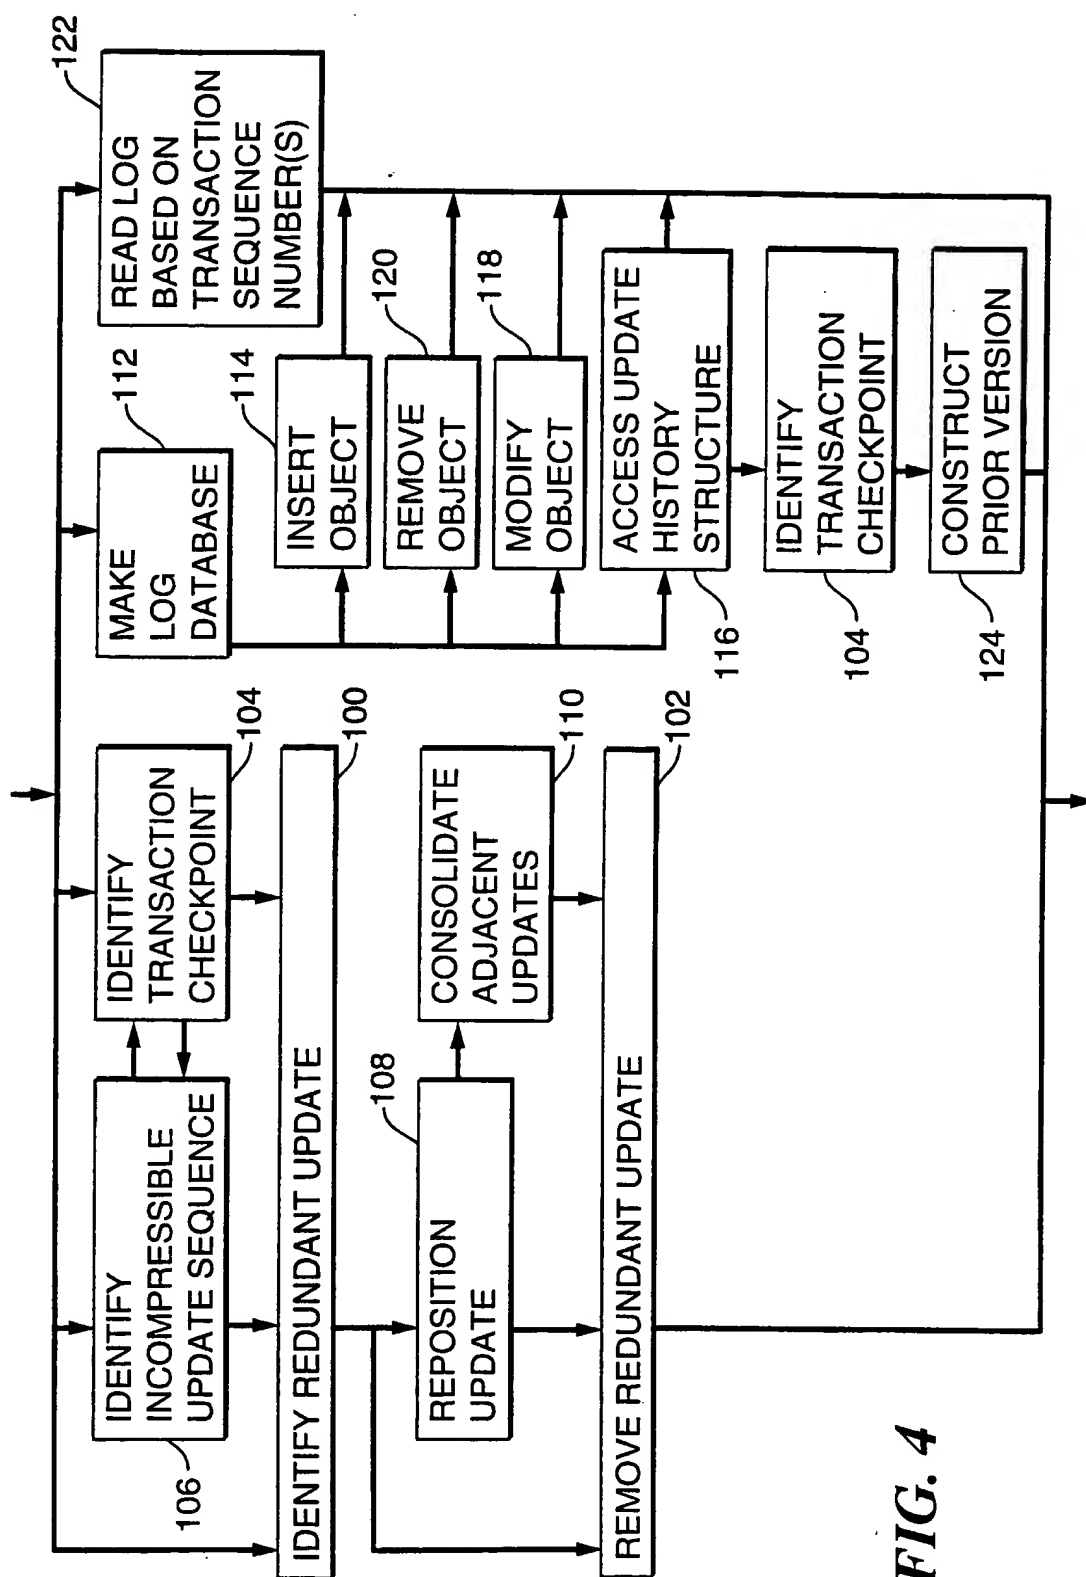 IDENTIFY
INCOMPRESSIBLE
UPDATE SEQUENCE
106
IDENTIFY
TRANSACTION
CHECKPOINT
104
IDENTIFY REDUNDANT UPDATE
100
REPOSITION
UPDATE
108
CONSOLIDATE
ADJACENT
UPDATES
110
REMOVE REDUNDANT UPDATE
102
MAKE
LOG
DATABASE
112
READ LOG
BASED ON
TRANSACTION
SEQUENCE
NUMBER(S)
122
INSERT
OBJECT
114
REMOVE
OBJECT
120
MODIFY
OBJECT
118
ACCESS UPDATE
HISTORY
STRUCTURE
116
IDENTIFY
TRANSACTION
CHECKPOINT
104
CONSTRUCT
PRIOR VERSION
124
FIG. 4